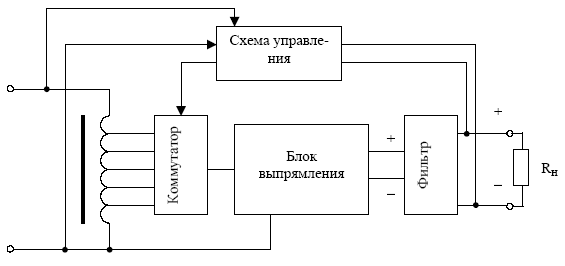 Схема управле-
ния
Коммутатор
Блок
выпрямления
+
−
Фильтр
+
−
Rн